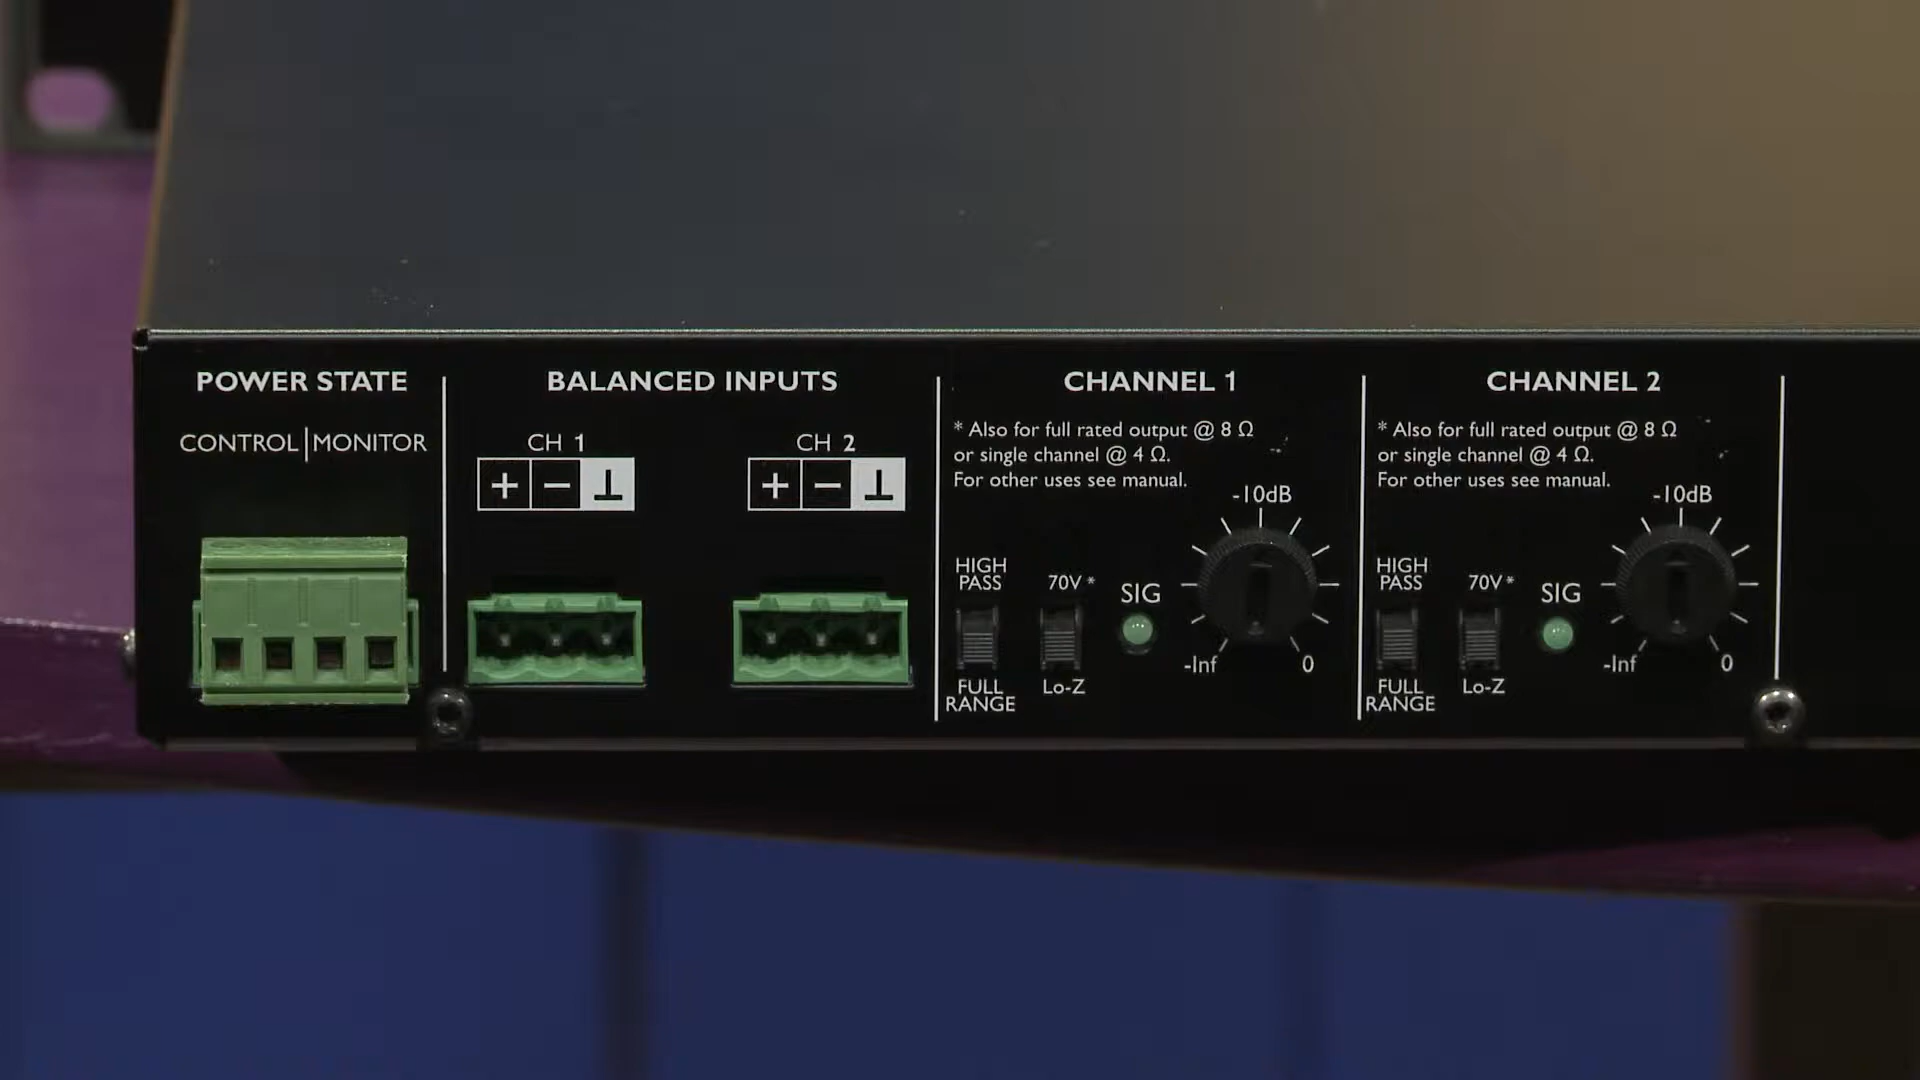 POWER STATE
CONTROL|MONITOR
BALANCED INPUTS
CH 1
+ − ⊥
CH 2
+ − ⊥
CHANNEL 1
* Also for full rated output @ 8 Ω
or single channel @ 4 Ω.
For other uses see manual.
-10dB
HIGH
PASS
70V *
SIG
-Inf
0
FULL
RANGE
Lo-Z
CHANNEL 2
* Also for full rated output @ 8 Ω
or single channel @ 4 Ω.
For other uses see manual.
-10dB
HIGH
PASS
70V *
SIG
-Inf
0
FULL
RANGE
Lo-Z